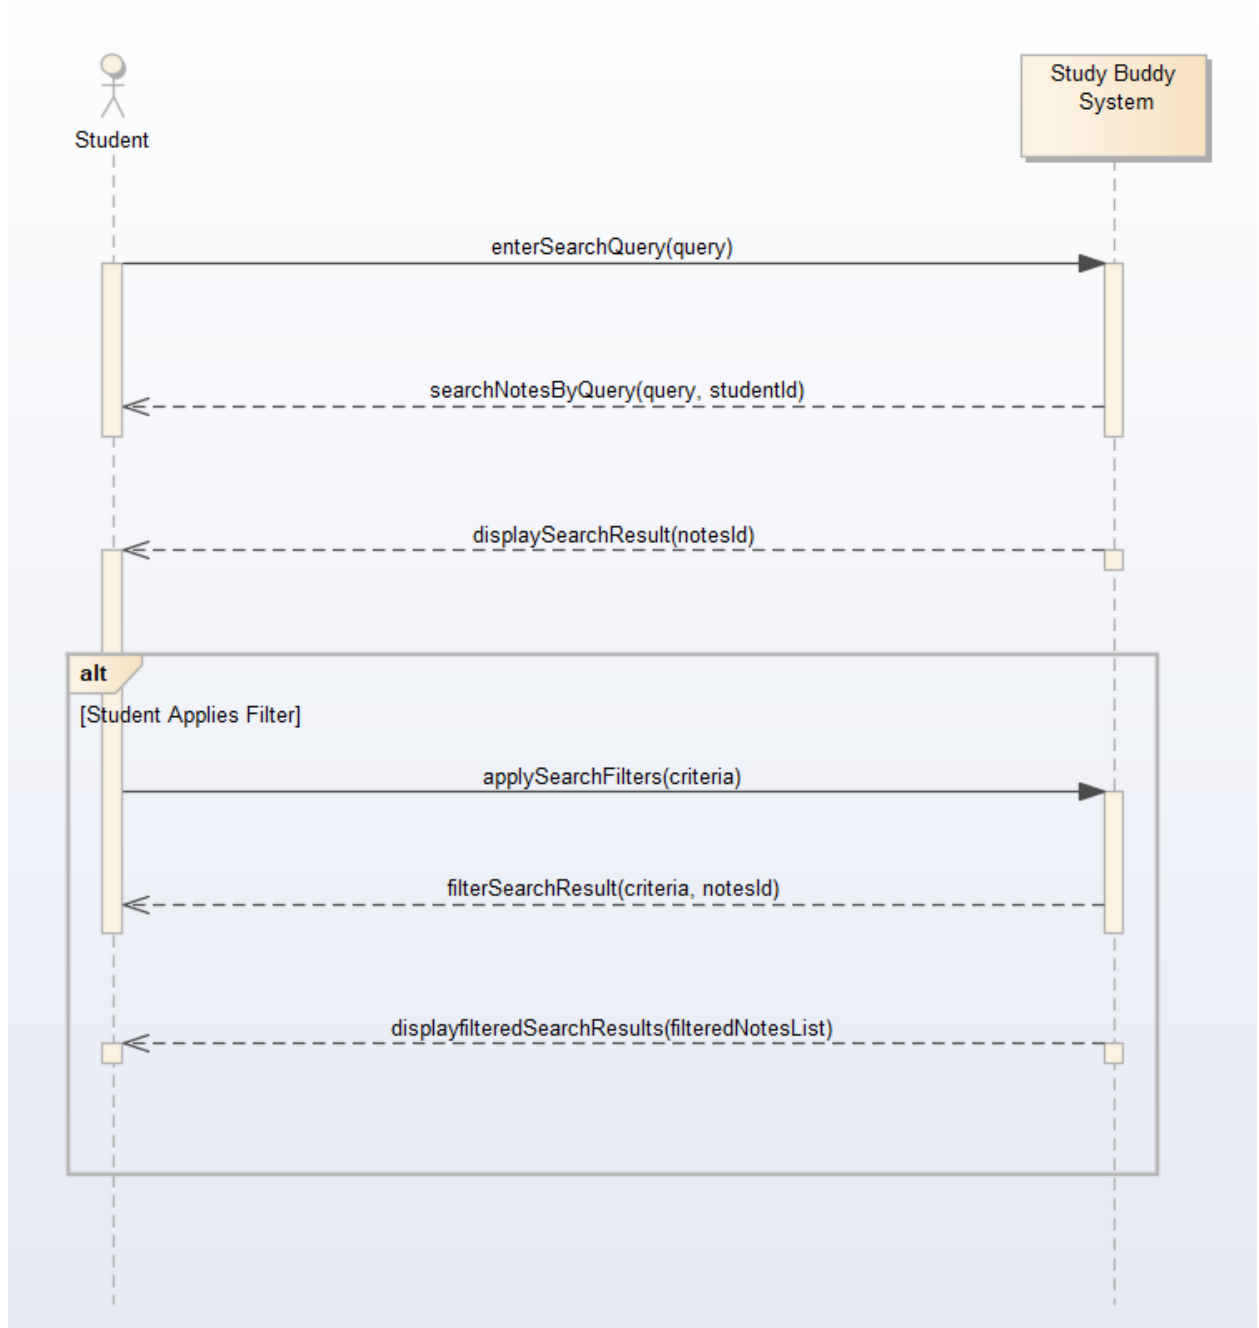 Student
Study Buddy
System
enterSearchQuery(query)
searchNotesByQuery(query, studentId)
displaySearchResult(notesId)
alt
[Student Applies Filter]
applySearchFilters(criteria)
filterSearchResult(criteria, notesId)
displayfilteredSearchResults(filteredNotesList)